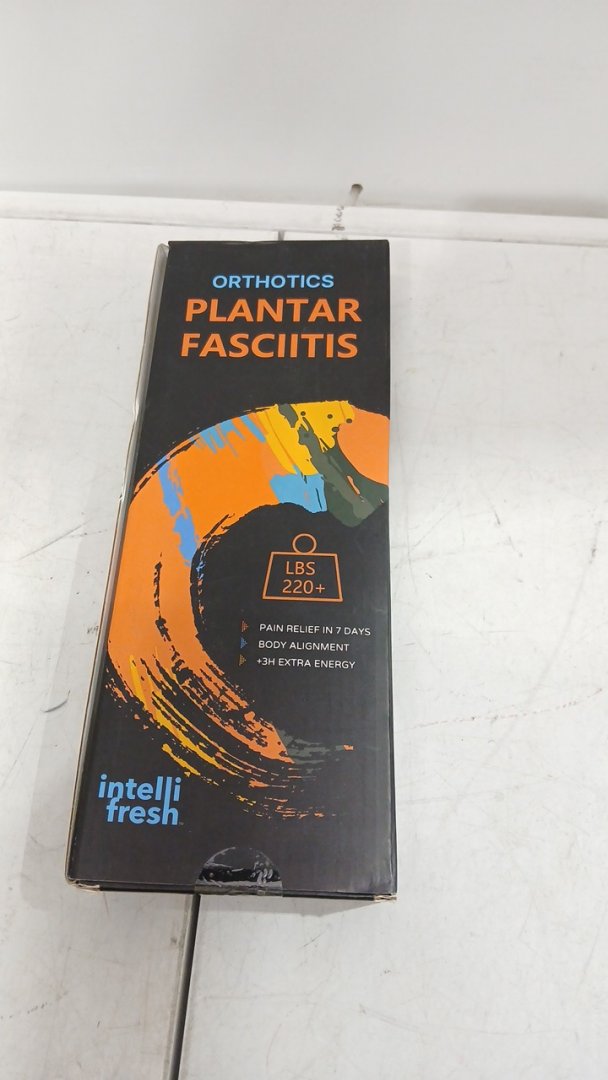 ORTHOTICS
PLANTAR
FASCIITIS
LBS
220+
PAIN RELIEF IN 7 DAYS
BODY ALIGNMENT
+3H EXTRA ENERGY
intelli
fresh